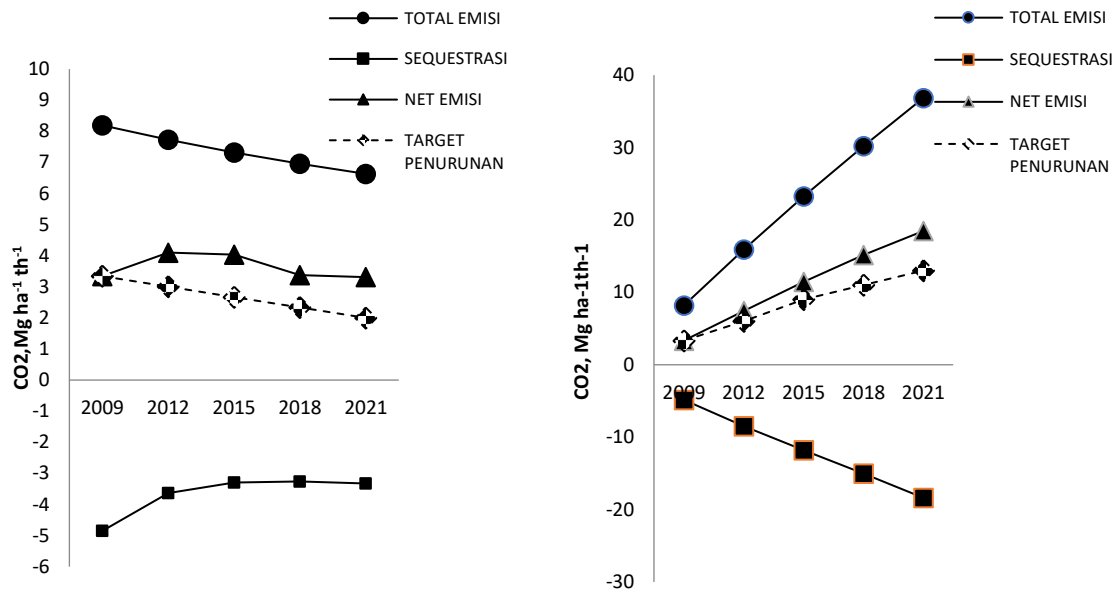 TOTAL EMISI
SEQUESTRASI
NET EMISI
TARGET
PENURUNAN
10
9
8
7
6
5
4
3
2
1
0
-1
-2
-3
-4
-5
-6
CO2,Mg ha-1 th-1
2009 2012 2015 2018 2021
TOTAL EMISI
SEQUESTRASI
NET EMISI
TARGET
PENURUNAN
40
30
20
10
0
-10
-20
-30
CO2, Mg ha-1th-1
2009 2012 2015 2018 2021